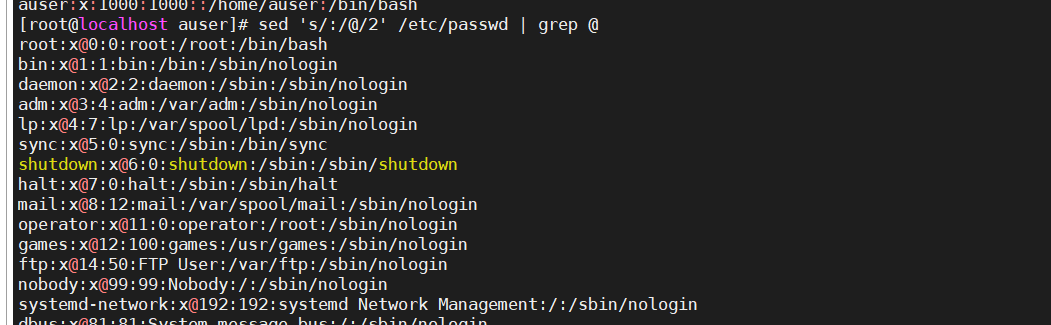 auser:x:1000:1000::/home/auser:/bin/bash
[root@localhost auser]# sed 's/:/@/2' /etc/passwd | grep @
root:x@0:0:root:/root:/bin/bash
bin:x@1:1:bin:/bin:/sbin/nologin
daemon:x@2:2:daemon:/sbin:/sbin/nologin
adm:x@3:4:adm:/var/adm:/sbin/nologin
lp:x@4:7:lp:/var/spool/lpd:/sbin/nologin
sync:x@5:0:sync:/sbin:/bin/sync
shutdown:x@6:0:shutdown:/sbin:/sbin/shutdown
halt:x@7:0:halt:/sbin:/sbin/halt
mail:x@8:12:mail:/var/spool/mail:/sbin/nologin
operator:x@11:0:operator:/root:/sbin/nologin
games:x@12:100:games:/usr/games:/sbin/nologin
ftp:x@14:50:FTP User:/var/ftp:/sbin/nologin
nobody:x@99:99:Nobody:/:/sbin/nologin
systemd-network:x@192:192:systemd Network Management:/:/sbin/nologin
dbus:x@81:81:System message bus:/:/sbin/nologin